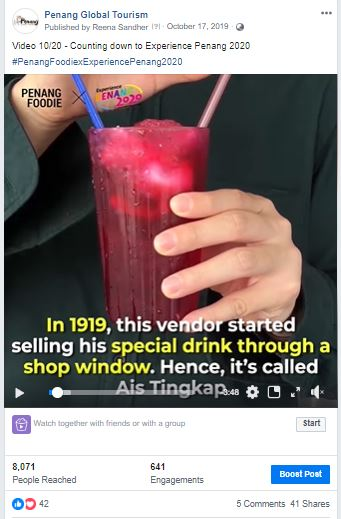 Penang Global Tourism
Published by Reena Sandher [?] · October 17, 2019 ·
Video 10/20 - Counting down to Experience Penang 2020
#PenangFoodiexExperiencePenang2020
PENANG FOODIE
X
Experience
PENANG
2020
In 1919, this vendor started
selling his special drink through a
shop window. Hence, it's called
Ais Tingkap
-3:48
Watch together with friends or with a group
Start
8,071
People Reached
641
Engagements
Boost Post
42
5 Comments 41 Shares